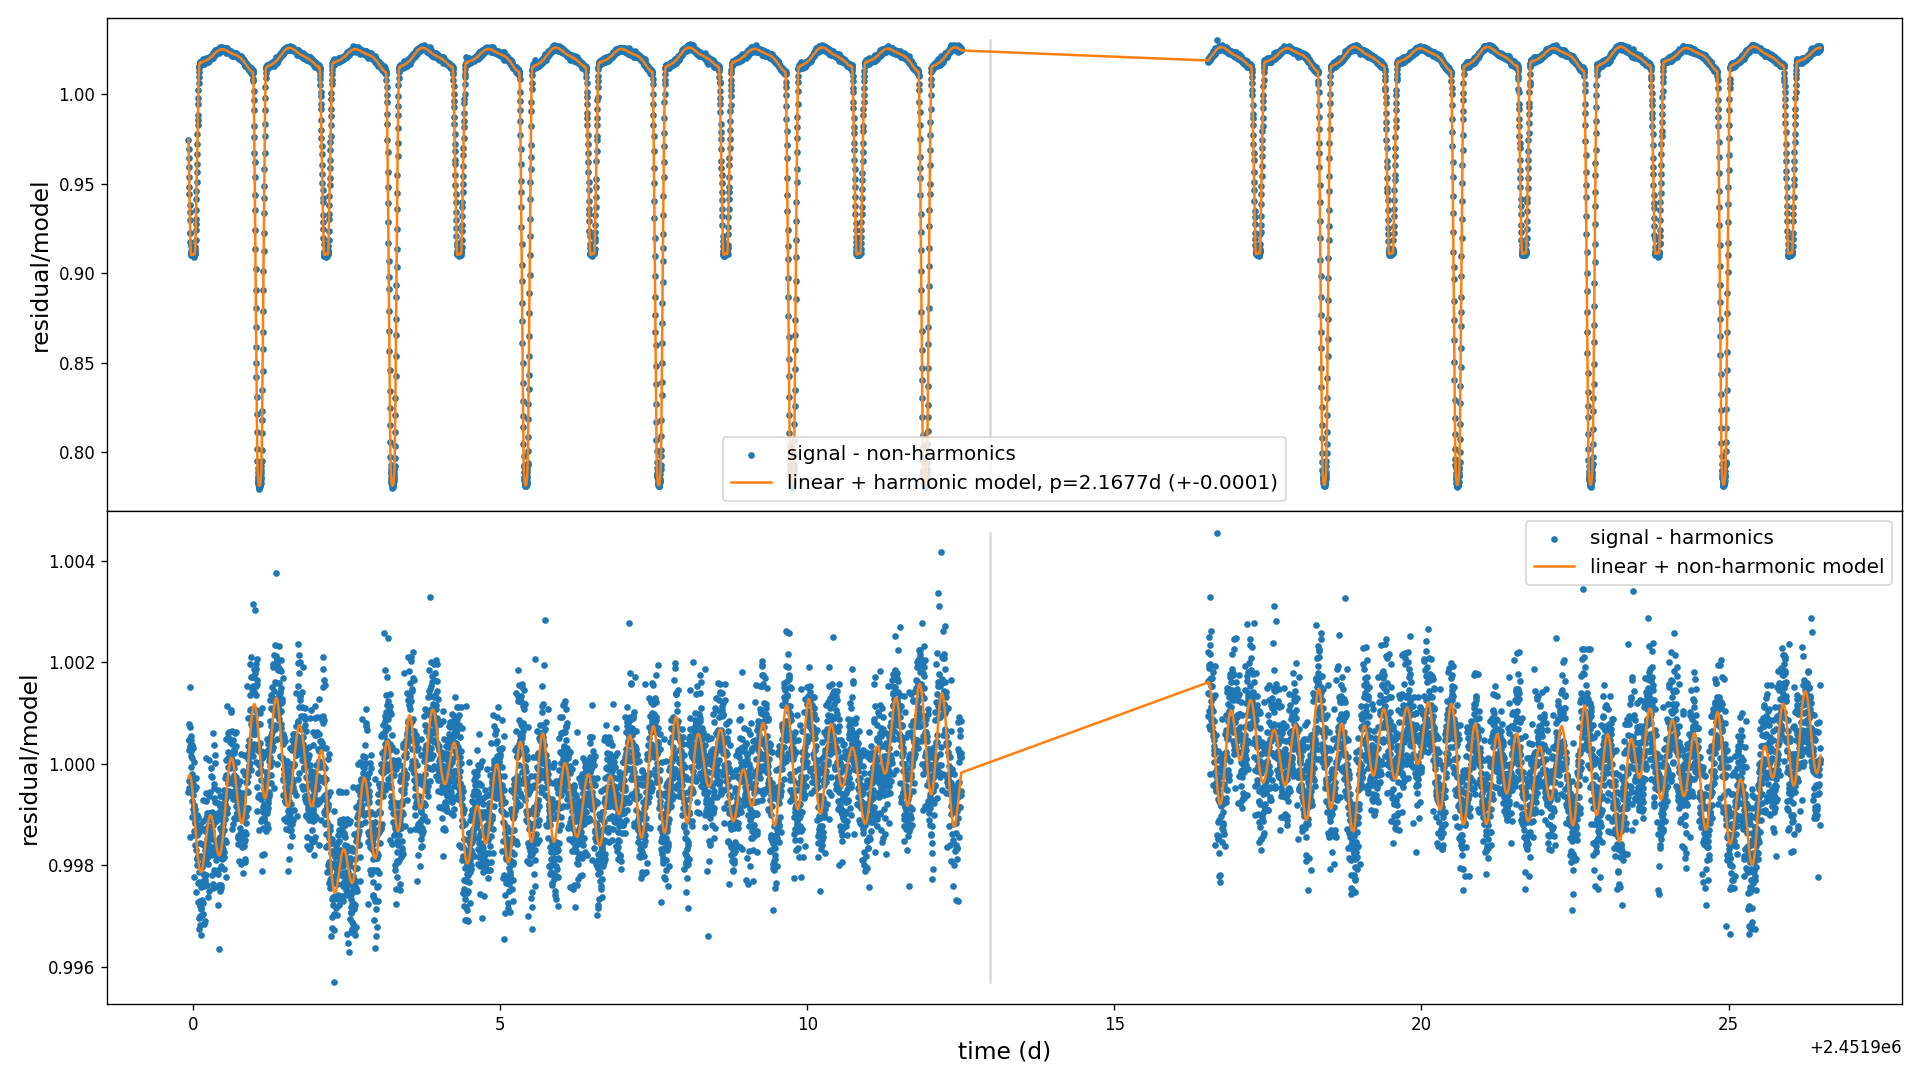 residual/model
1.00
0.95
0.90
0.85
0.80
signal - non-harmonics
linear + harmonic model, p=2.1677d (+-0.0001)
residual/model
1.004
1.002
1.000
0.998
0.996
signal - harmonics
linear + non-harmonic model
0 5 10 15 20 25
time (d)
+2.4519e6